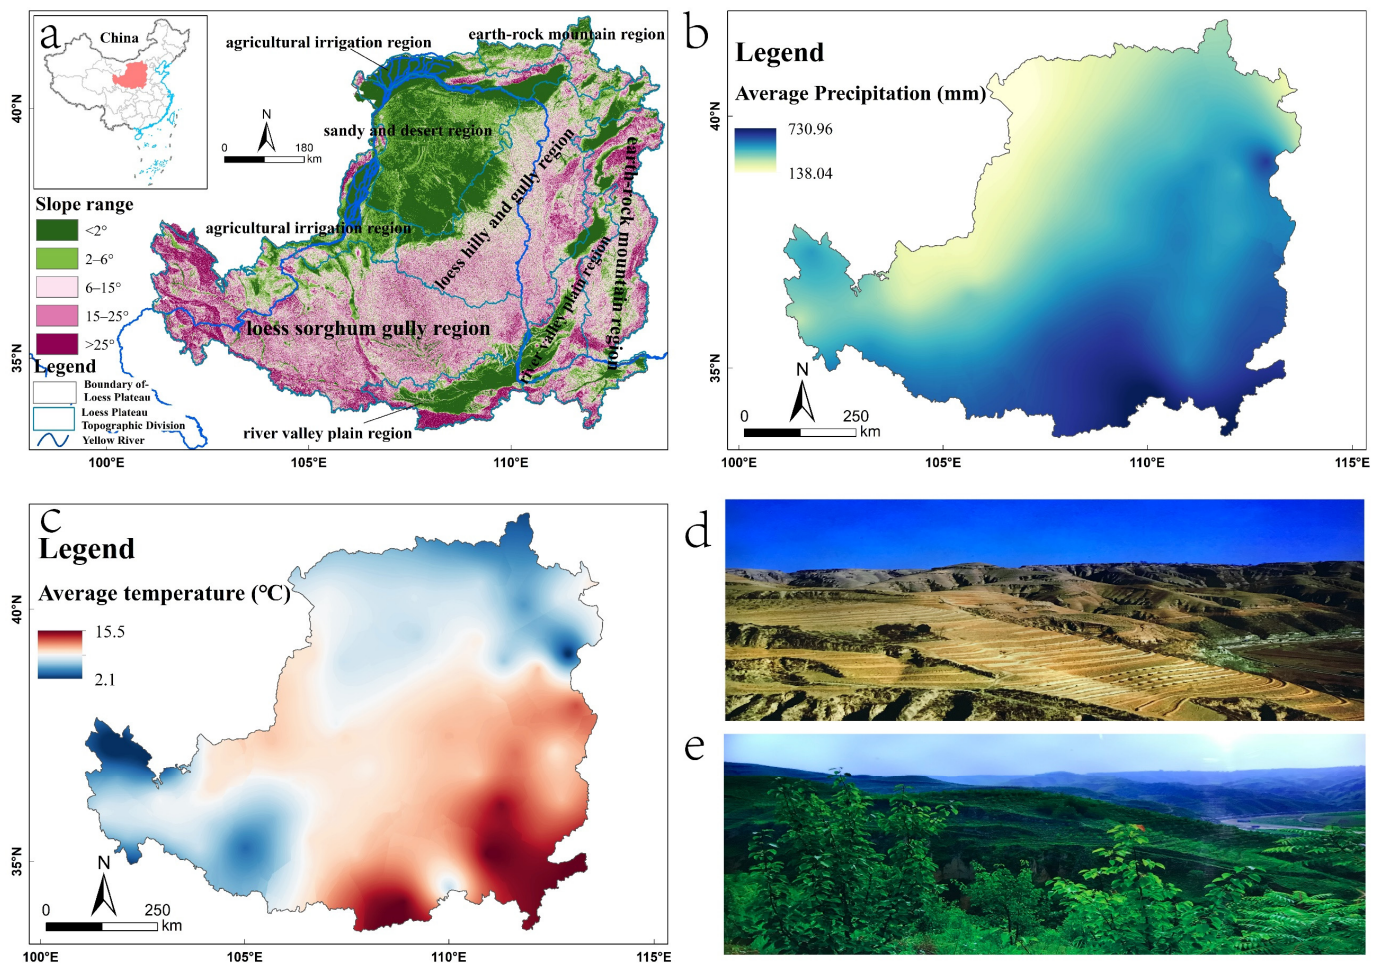 a
China
agricultural irrigation region
earth-rock mountain region
N
0 180
km
sandy and desert region
40°N
loess hilly and gully region
earth-rock mountain region
agricultural irrigation region
river valley plain region
loess sorghum gully region
35°N
river valley plain region
Slope range
<2°
2–6°
6–15°
15–25°
>25°
Legend
Boundary of-
Loess Plateau
Loess Plateau
Topographic Division
Yellow River
100°E 105°E 110°E
b
Legend
Average Precipitation (mm)
730.96
138.04
40°N
35°N
N
0 250
km
100°E 105°E 110°E 115°E
c
Legend
Average temperature (°C)
15.5
2.1
40°N
35°N
N
0 250
km
100°E 105°E 110°E 115°E
d
e